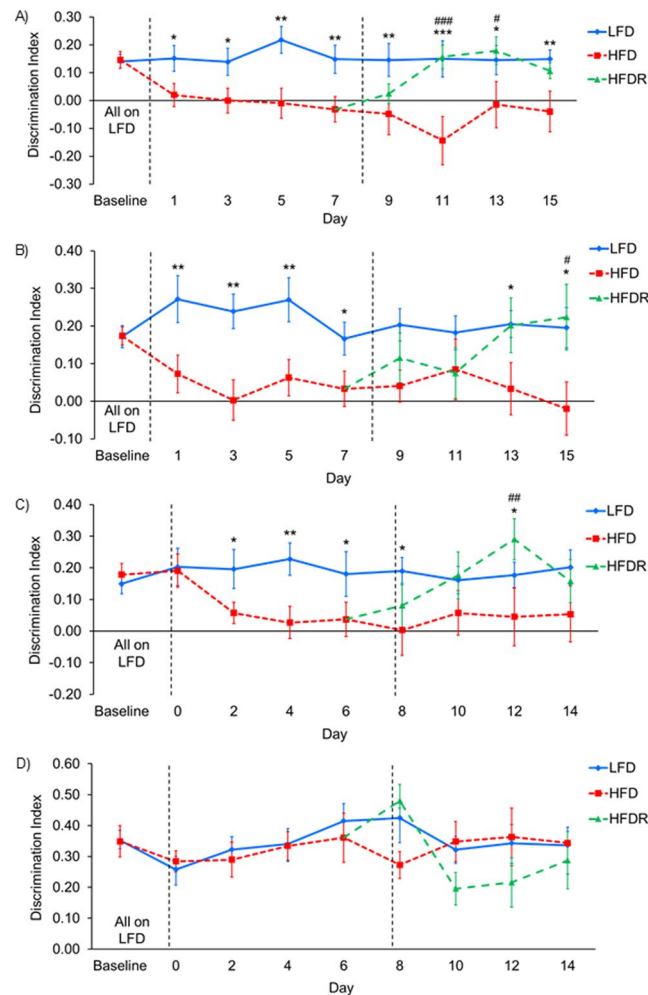 A)
0.30
0.20
0.10
0.00
-0.10
-0.20
-0.30
Discrimination Index
* * ** ** ** ### *** # * **
All on
LFD
Baseline 1 3 5 7 9 11 13 15
Day
LFD
HFD
HFDR
B)
0.40
0.30
0.20
0.10
0.00
-0.10
Discrimination Index
** ** ** * * # *
All on
LFD
Baseline 1 3 5 7 9 11 13 15
Day
LFD
HFD
HFDR
C)
0.40
0.30
0.20
0.10
0.00
-0.10
-0.20
Discrimination Index
* ** * * ## *
All on
LFD
Baseline 0 2 4 6 8 10 12 14
Day
LFD
HFD
HFDR
D)
0.60
0.50
0.40
0.30
0.20
0.10
0.00
Discrimination Index
All on
LFD
Baseline 0 2 4 6 8 10 12 14
Day
LFD
HFD
HFDR